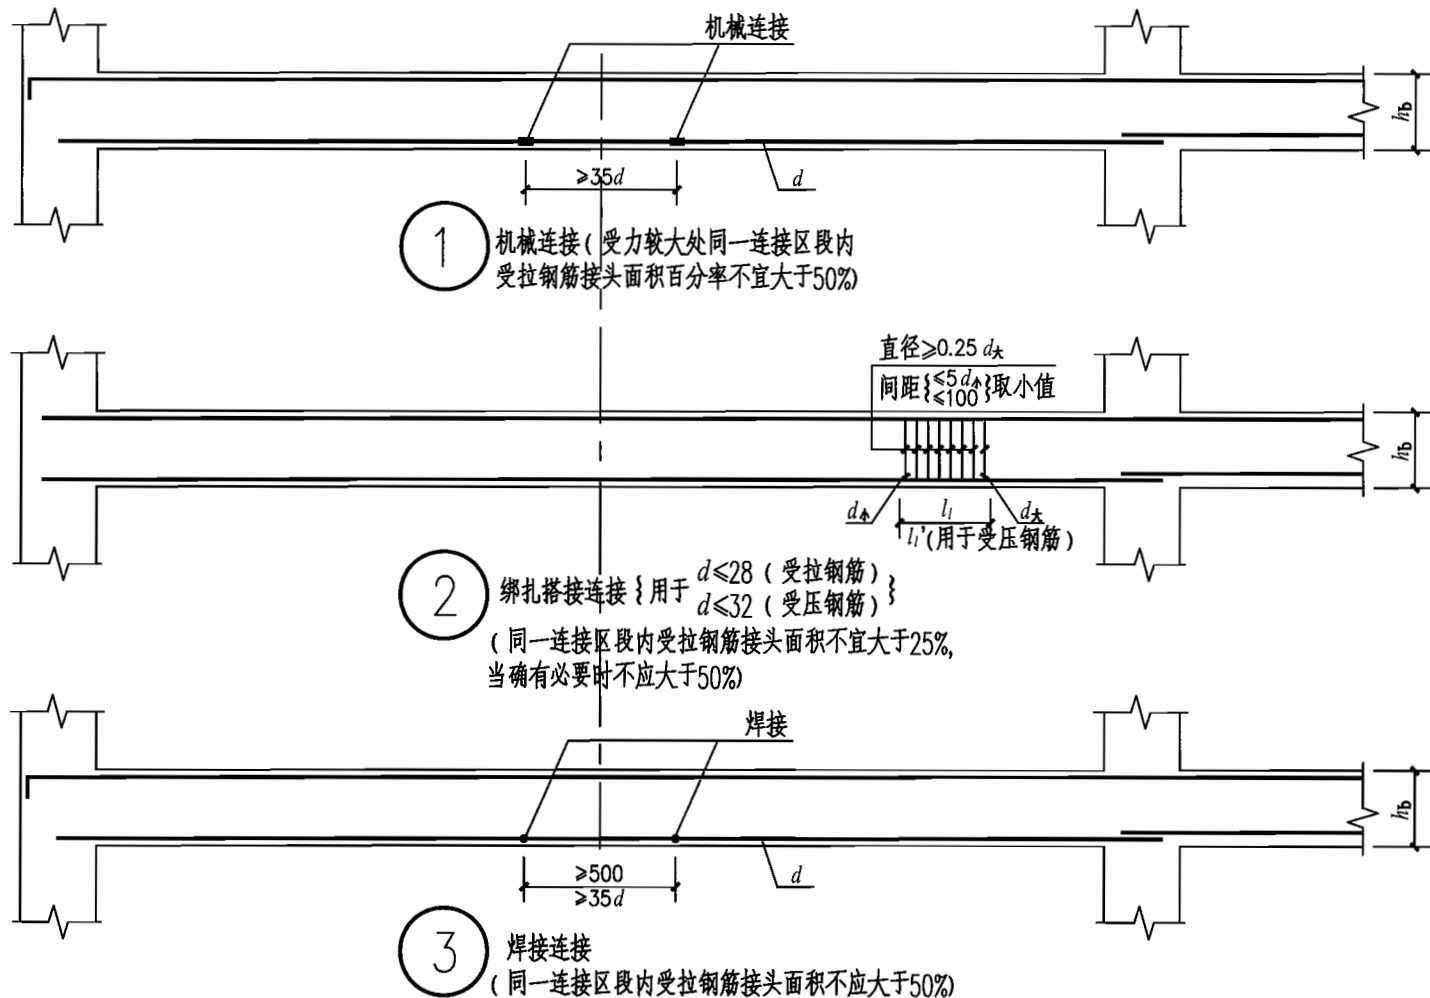 机械连接
h_b
≥35d
d
1
机械连接(受力较大处同一连接区段内
受拉钢筋接头面积百分率不宜大于50%)
直径≥0.25 d大
间距{≤5d小 ≤100}取小值
h_b
d小
l_l
d大
l_l'(用于受压钢筋)
2
绑扎搭接连接{用于 d≤28(受拉钢筋)
d≤32(受压钢筋)}
(同一连接区段内受拉钢筋接头面积不宜大于25%,
当确有必要时不应大于50%)
焊接
h_b
≥500
≥35d
d
3
焊接连接
(同一连接区段内受拉钢筋接头面积不应大于50%)